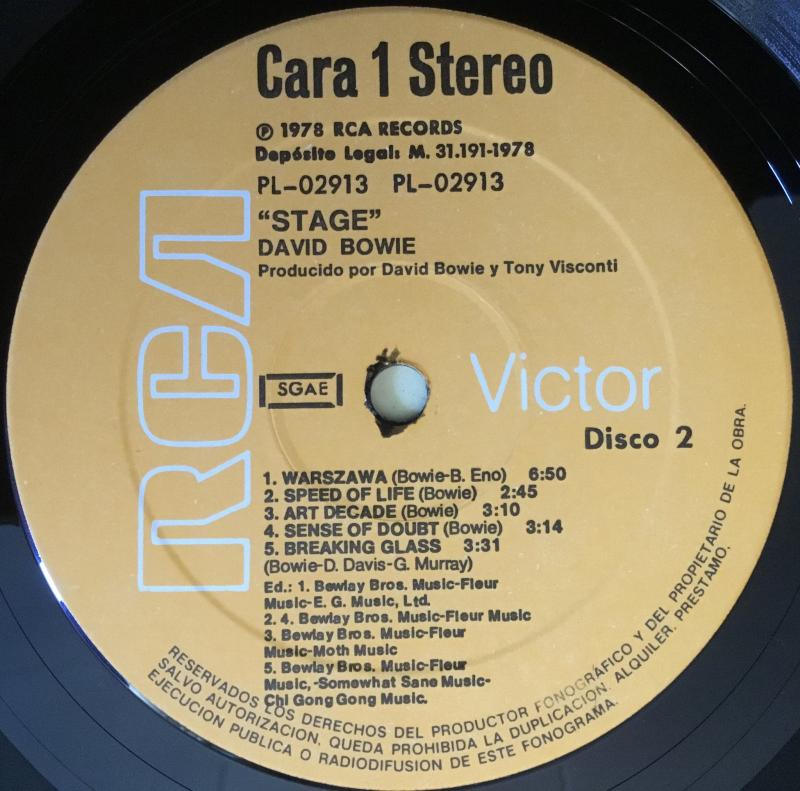 Cara 1 Stereo
Ⓟ 1978 RCA RECORDS
Depósito Legal: M. 31.191-1978
PL-02913 PL-02913
"STAGE"
DAVID BOWIE
Producido por David Bowie y Tony Visconti
RCA
SGAE
Victor
Disco 2
1. WARSZAWA (Bowie-B. Eno) 6:50
2. SPEED OF LIFE (Bowie) 2:45
3. ART DECADE (Bowie) 3:10
4. SENSE OF DOUBT (Bowie) 3:14
5. BREAKING GLASS 3:31
(Bowie-D. Davis-G. Murray)
Ed.: 1. Bewlay Bros. Music-Fleur
Music-E. G. Music, Ltd.
2. 4. Bewlay Bros. Music-Fleur Music
3. Bewlay Bros. Music-Fleur
Music-Moth Music
5. Bewlay Bros. Music-Fleur
Music,-Somewhat Sane Music-
Chi Gong Gong Music.
RESERVADOS LOS DERECHOS DEL PRODUCTOR FONOGRAFICO Y DEL PROPIETARIO DE LA OBRA.
SALVO AUTORIZACION, QUEDA PROHIBIDA LA DUPLICACION, ALQUILER, PRESTAMO,
EJECUCION PUBLICA O RADIODIFUSION DE ESTE FONOGRAMA.